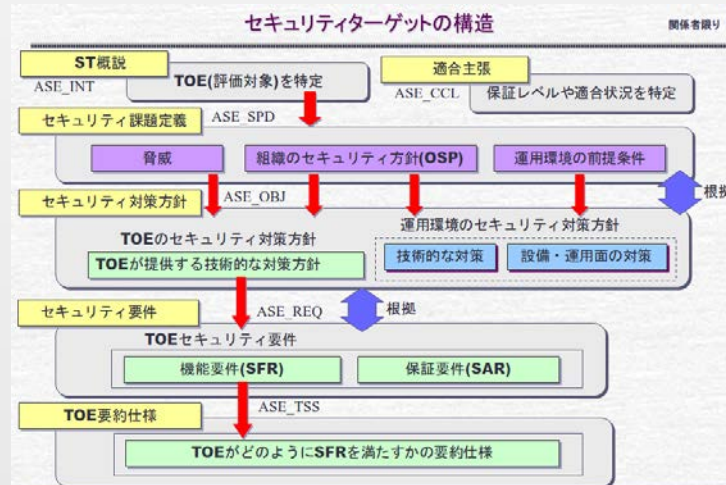 セキュリティターゲットの構造
関係者限り
ST概説
ASE_INT
TOE(評価対象)を特定
適合主張
ASE_CCL
保証レベルや適合状況を特定
セキュリティ課題定義
ASE_SPD
脅威
組織のセキュリティ方針(OSP)
運用環境の前提条件
根拠
セキュリティ対策方針
ASE_OBJ
TOEのセキュリティ対策方針
TOEが提供する技術的な対策方針
運用環境のセキュリティ対策方針
技術的な対策
設備・運用面の対策
セキュリティ要件
ASE_REQ
根拠
TOEセキュリティ要件
機能要件(SFR)
保証要件(SAR)
TOE要約仕様
ASE_TSS
TOEがどのようにSFRを満たすかの要約仕様